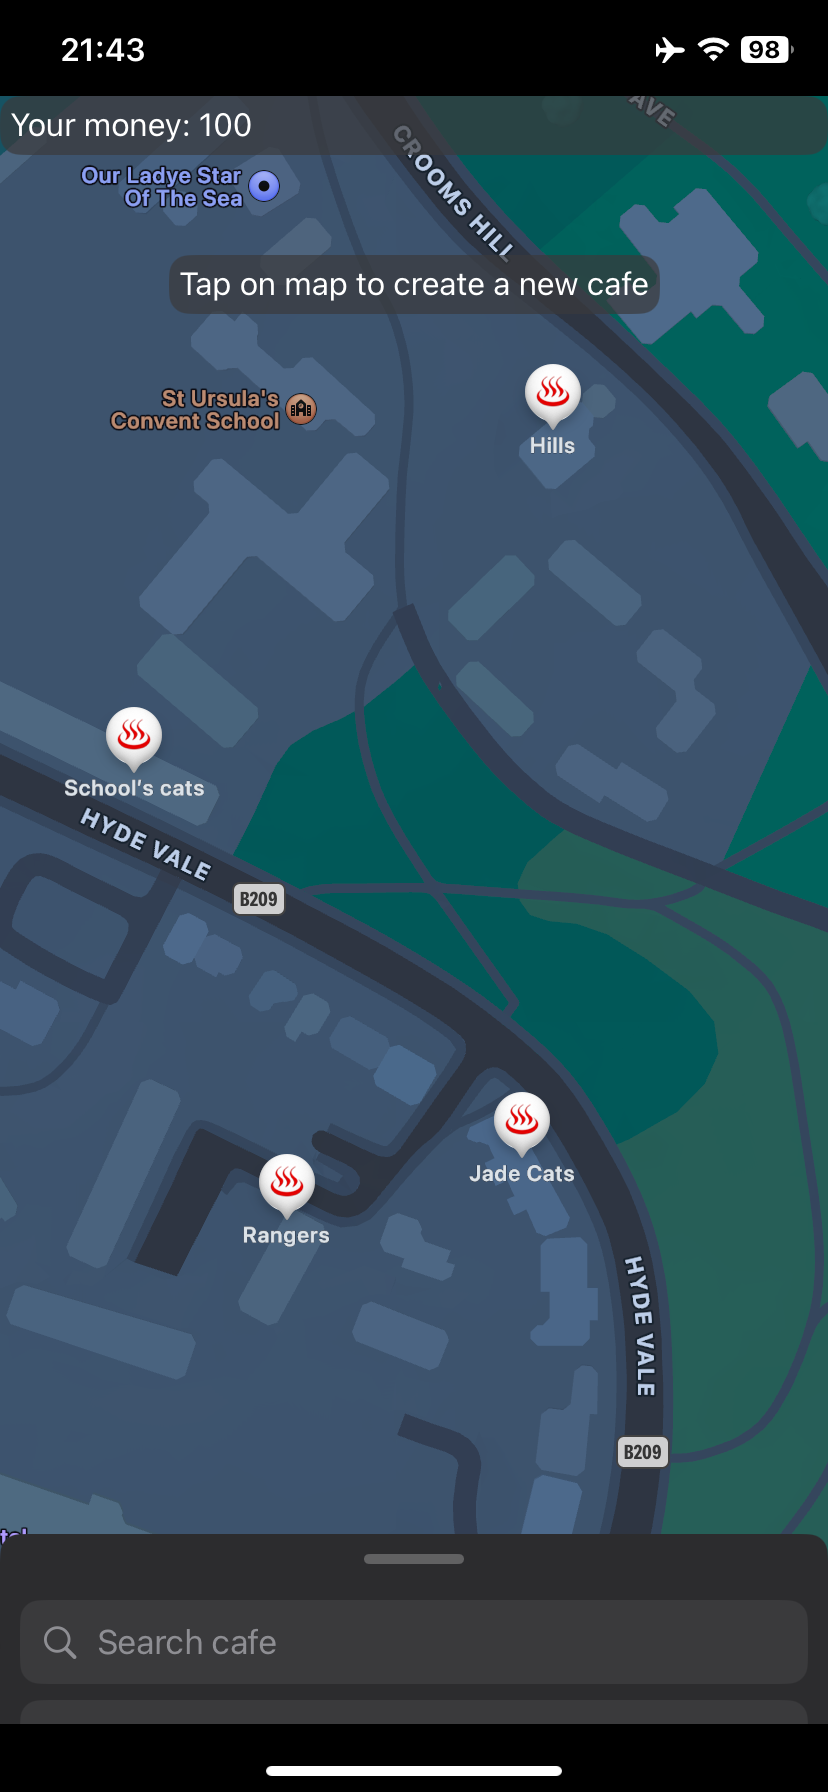 21:43
98
Your money: 100
AVE
CROOMS HILL
Our Ladye Star
Of The Sea
Tap on map to create a new cafe
St Ursula's
Convent School
Hills
School's cats
HYDE VALE
B209
Jade Cats
Rangers
HYDE VALE
B209
Search cafe